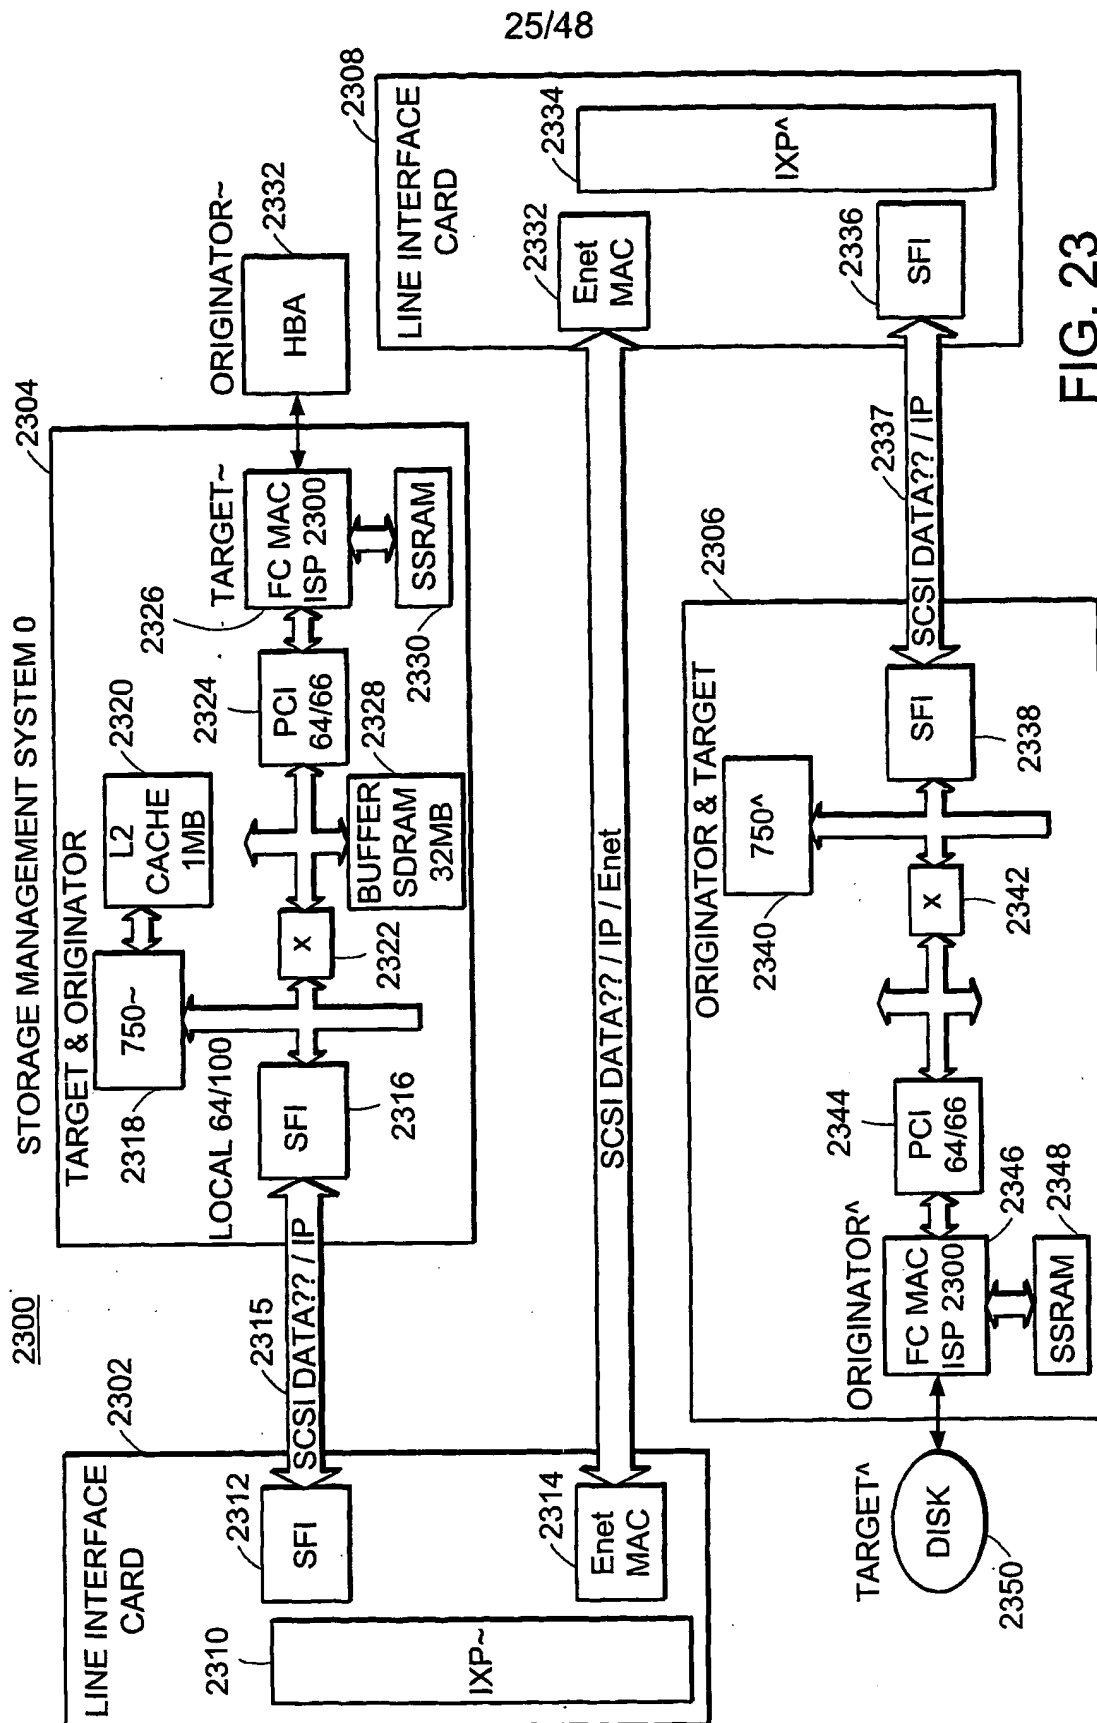 25/48
STORAGE MANAGEMENT SYSTEM 0
2300
2302
LINE INTERFACE
CARD
2310
IXP~
2312
SFI
2314
Enet
MAC
2315
SCSI DATA?? / IP
2304
TARGET & ORIGINATOR
LOCAL 64/100
SFI
2316
750~
2318
L2
CACHE
1MB
2320
X
2322
PCI
64/66
2324
BUFFER
SDRAM
32MB
2328
TARGET~
FC MAC
ISP 2300
2326
SSRAM
2330
ORIGINATOR~
HBA
2332
SCSI DATA?? / IP / Enet
2308
LINE INTERFACE
CARD
Enet
MAC
2332
IXP^
2334
SFI
2336
SCSI DATA?? / IP
2337
2306
ORIGINATOR & TARGET
SFI
2338
750^
2340
X
2342
PCI
64/66
2344
ORIGINATOR^
FC MAC
ISP 2300
2346
SSRAM
2348
TARGET^
DISK
2350
FIG. 23